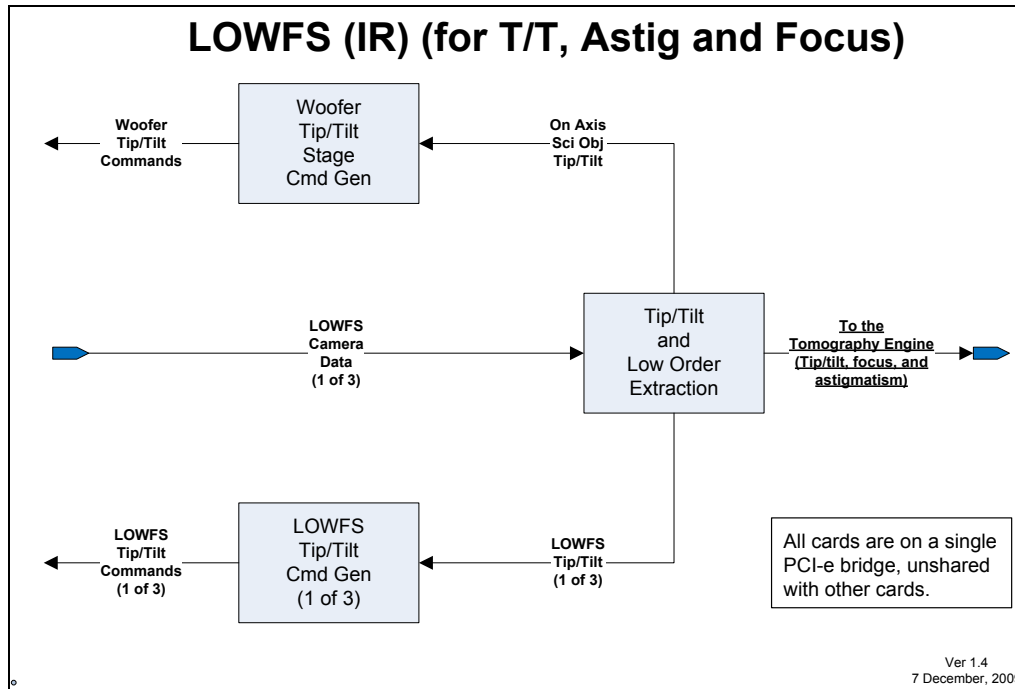 LOWFS (IR) (for T/T, Astig and Focus)
Woofer
Tip/Tilt
Stage
Cmd Gen
Woofer
Tip/Tilt
Commands
On Axis
Sci Obj
Tip/Tilt
LOWFS
Camera
Data
(1 of 3)
Tip/Tilt
and
Low Order
Extraction
To the
Tomography Engine
(Tip/tilt, focus, and
astigmatism)
LOWFS
Tip/Tilt
Commands
(1 of 3)
LOWFS
Tip/Tilt
Cmd Gen
(1 of 3)
LOWFS
Tip/Tilt
(1 of 3)
All cards are on a single
PCI-e bridge, unshared
with other cards.
Ver 1.4
7 December, 2009